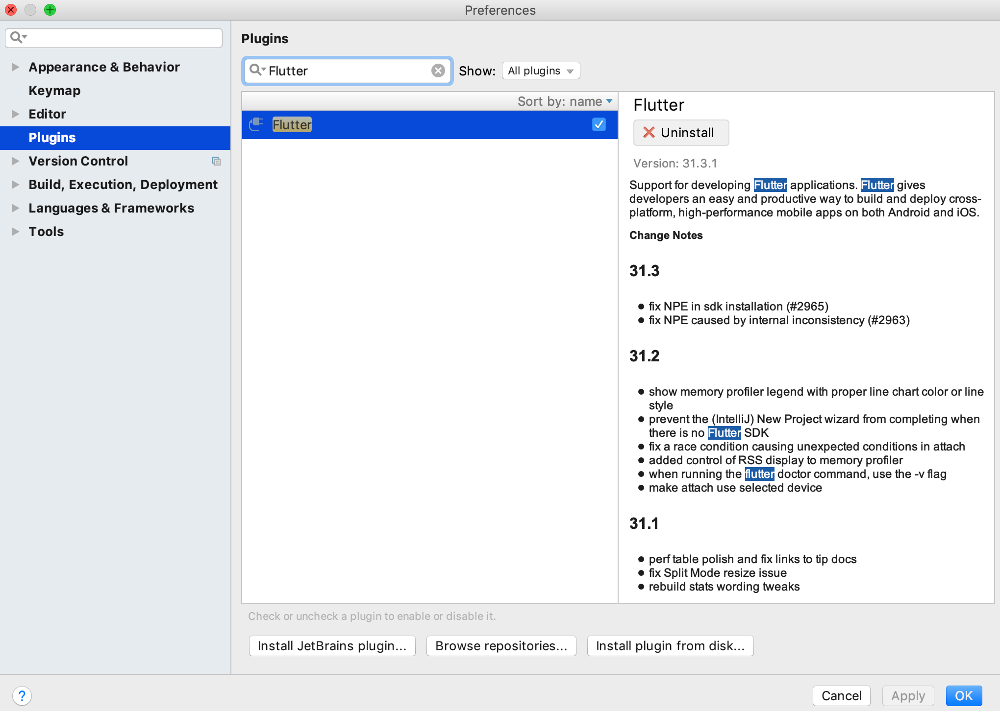 Preferences
Appearance & Behavior
Keymap
Editor
Plugins
Version Control
Build, Execution, Deployment
Languages & Frameworks
Tools
Plugins
Flutter
Show: All plugins
Sort by: name
Flutter
Flutter
Uninstall
Version: 31.3.1
Support for developing Flutter applications. Flutter gives
developers an easy and productive way to build and deploy cross-
platform, high-performance mobile apps on both Android and iOS.
Change Notes
31.3
• fix NPE in sdk installation (#2965)
• fix NPE caused by internal inconsistency (#2963)
31.2
• show memory profiler legend with proper line chart color or line
style
• prevent the (IntelliJ) New Project wizard from completing when
there is no Flutter SDK
• fix a race condition causing unexpected conditions in attach
• added control of RSS display to memory profiler
• when running the flutter doctor command, use the -v flag
• make attach use selected device
31.1
• perf table polish and fix links to tip docs
• fix Split Mode resize issue
• rebuild stats wording tweaks
Check or uncheck a plugin to enable or disable it.
Install JetBrains plugin...
Browse repositories...
Install plugin from disk...
?
Cancel
Apply
OK